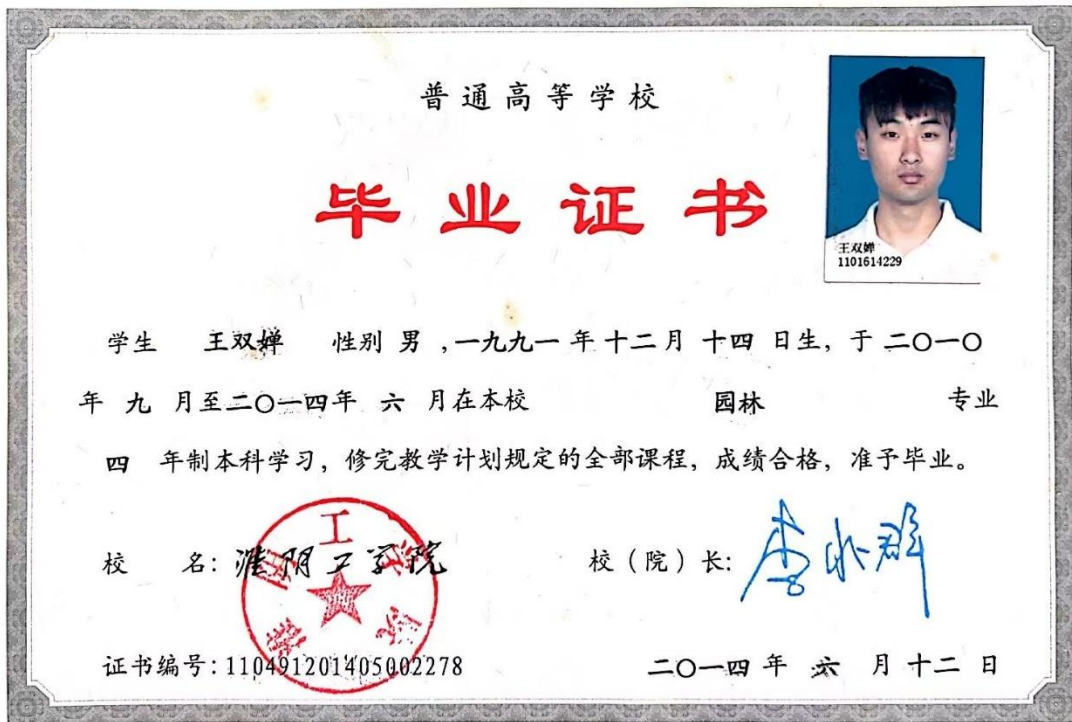 普通高等学校
毕业证书
王双婵
1101614229
学生 王双婵 性别 男 ,一九九一 年 十二月 十四 日生, 于 二〇一〇
年 九 月至二〇一四年 六 月在本校 园林 专业
四 年制本科学习, 修完教学计划规定的全部课程, 成绩合格, 准予毕业。
校 名: 淮阴工学院 校(院)长:
证书编号: 110491201405002278 二〇一四 年 六 月 十二 日